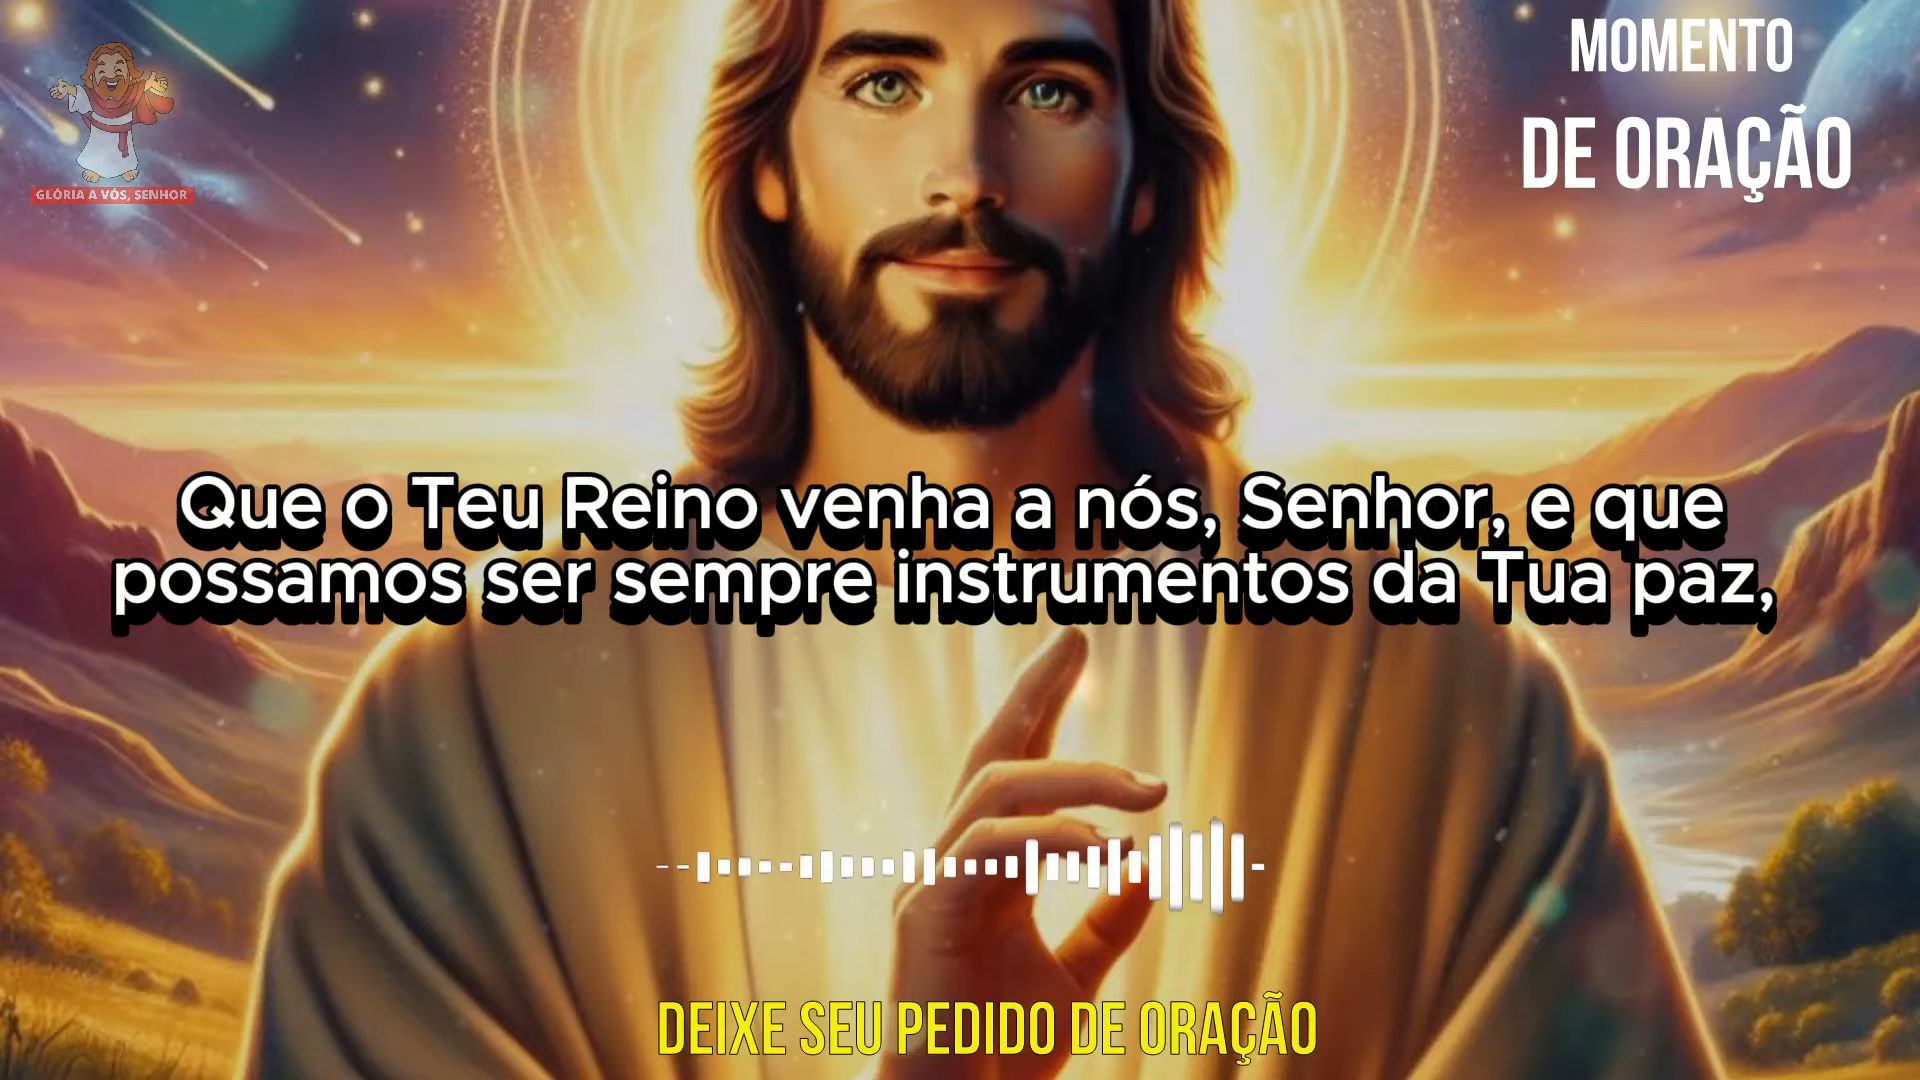 MOMENTO
DE ORAÇÃO
GLÓRIA A VÓS, SENHOR
Que o Teu Reino venha a nós, Senhor, e que
possamos ser sempre instrumentos da Tua paz,
DEIXE SEU PEDIDO DE ORAÇÃO